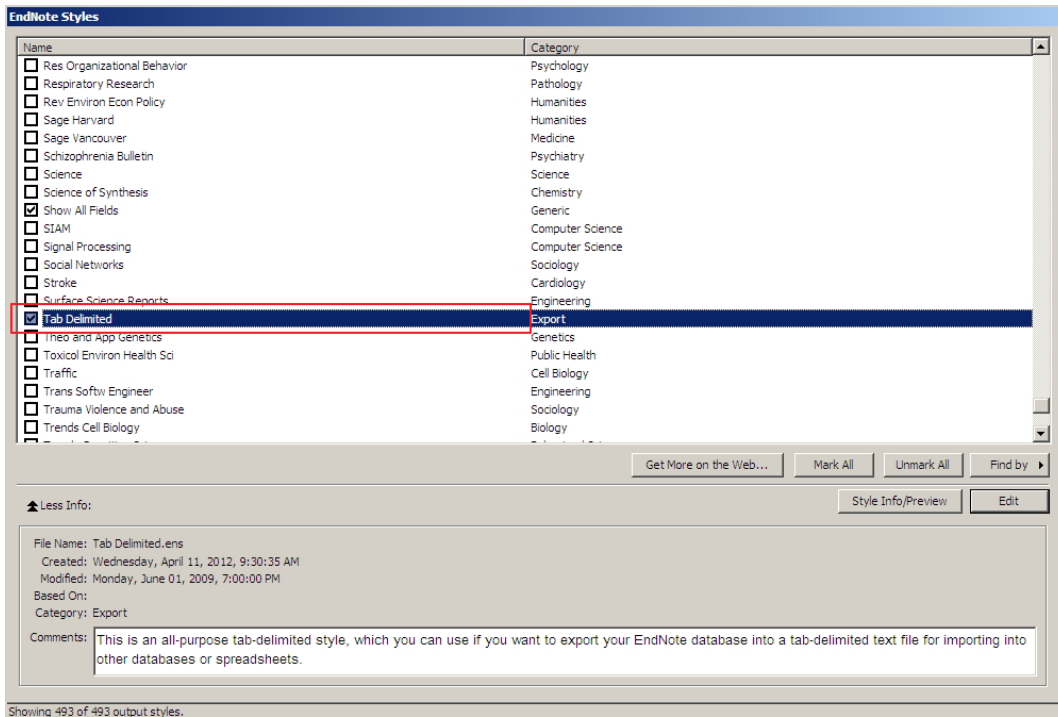 EndNote Styles
Name Category
Res Organizational Behavior Psychology
Respiratory Research Pathology
Rev Environ Econ Policy Humanities
Sage Harvard Humanities
Sage Vancouver Medicine
Schizophrenia Bulletin Psychiatry
Science Science
Science of Synthesis Chemistry
Show All Fields Generic
SIAM Computer Science
Signal Processing Computer Science
Social Networks Sociology
Stroke Cardiology
Surface Science Reports Engineering
Tab Delimited Export
Theo and App Genetics Genetics
Toxicol Environ Health Sci Public Health
Traffic Cell Biology
Trans Softw Engineer Engineering
Trauma Violence and Abuse Sociology
Trends Cell Biology Biology
Get More on the Web... Mark All Unmark All Find by
Less Info: Style Info/Preview Edit
File Name: Tab Delimited.ens
Created: Wednesday, April 11, 2012, 9:30:35 AM
Modified: Monday, June 01, 2009, 7:00:00 PM
Based On:
Category: Export
Comments: This is an all-purpose tab-delimited style, which you can use if you want to export your EndNote database into a tab-delimited text file for importing into
other databases or spreadsheets.
Showing 493 of 493 output styles.